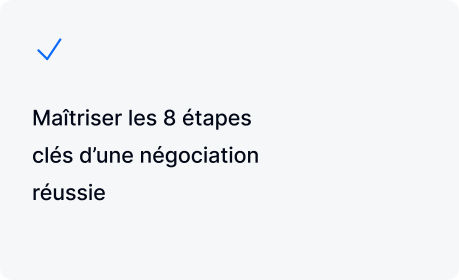 Maîtriser les 8 étapes
clés d’une négociation
réussie